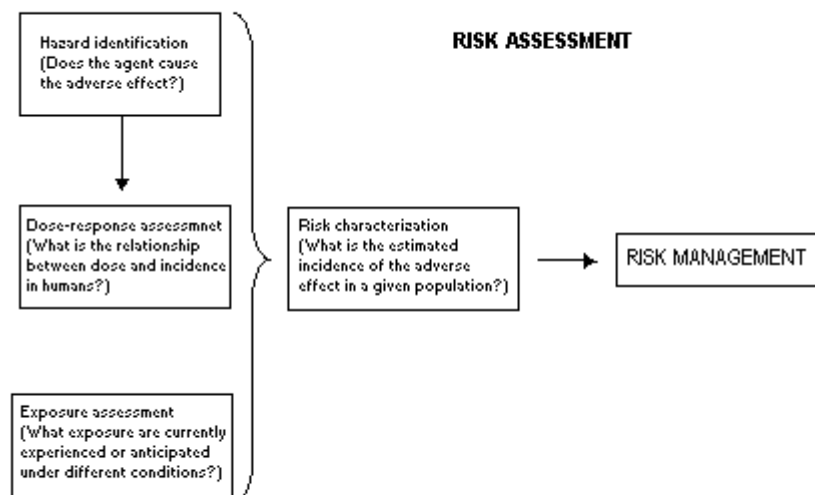 RISK ASSESSMENT
Hazard identification
(Does the agent cause
the adverse effect?)
Dose-response assessmnet
(What is the relationship
between dose and incidence
in humans?)
Risk characterization
(What is the estimated
incidence of the adverse
effect in a given population?)
RISK MANAGEMENT
Exposure assessment
(What exposure are currently
experienced or anticipated
under different conditions?)